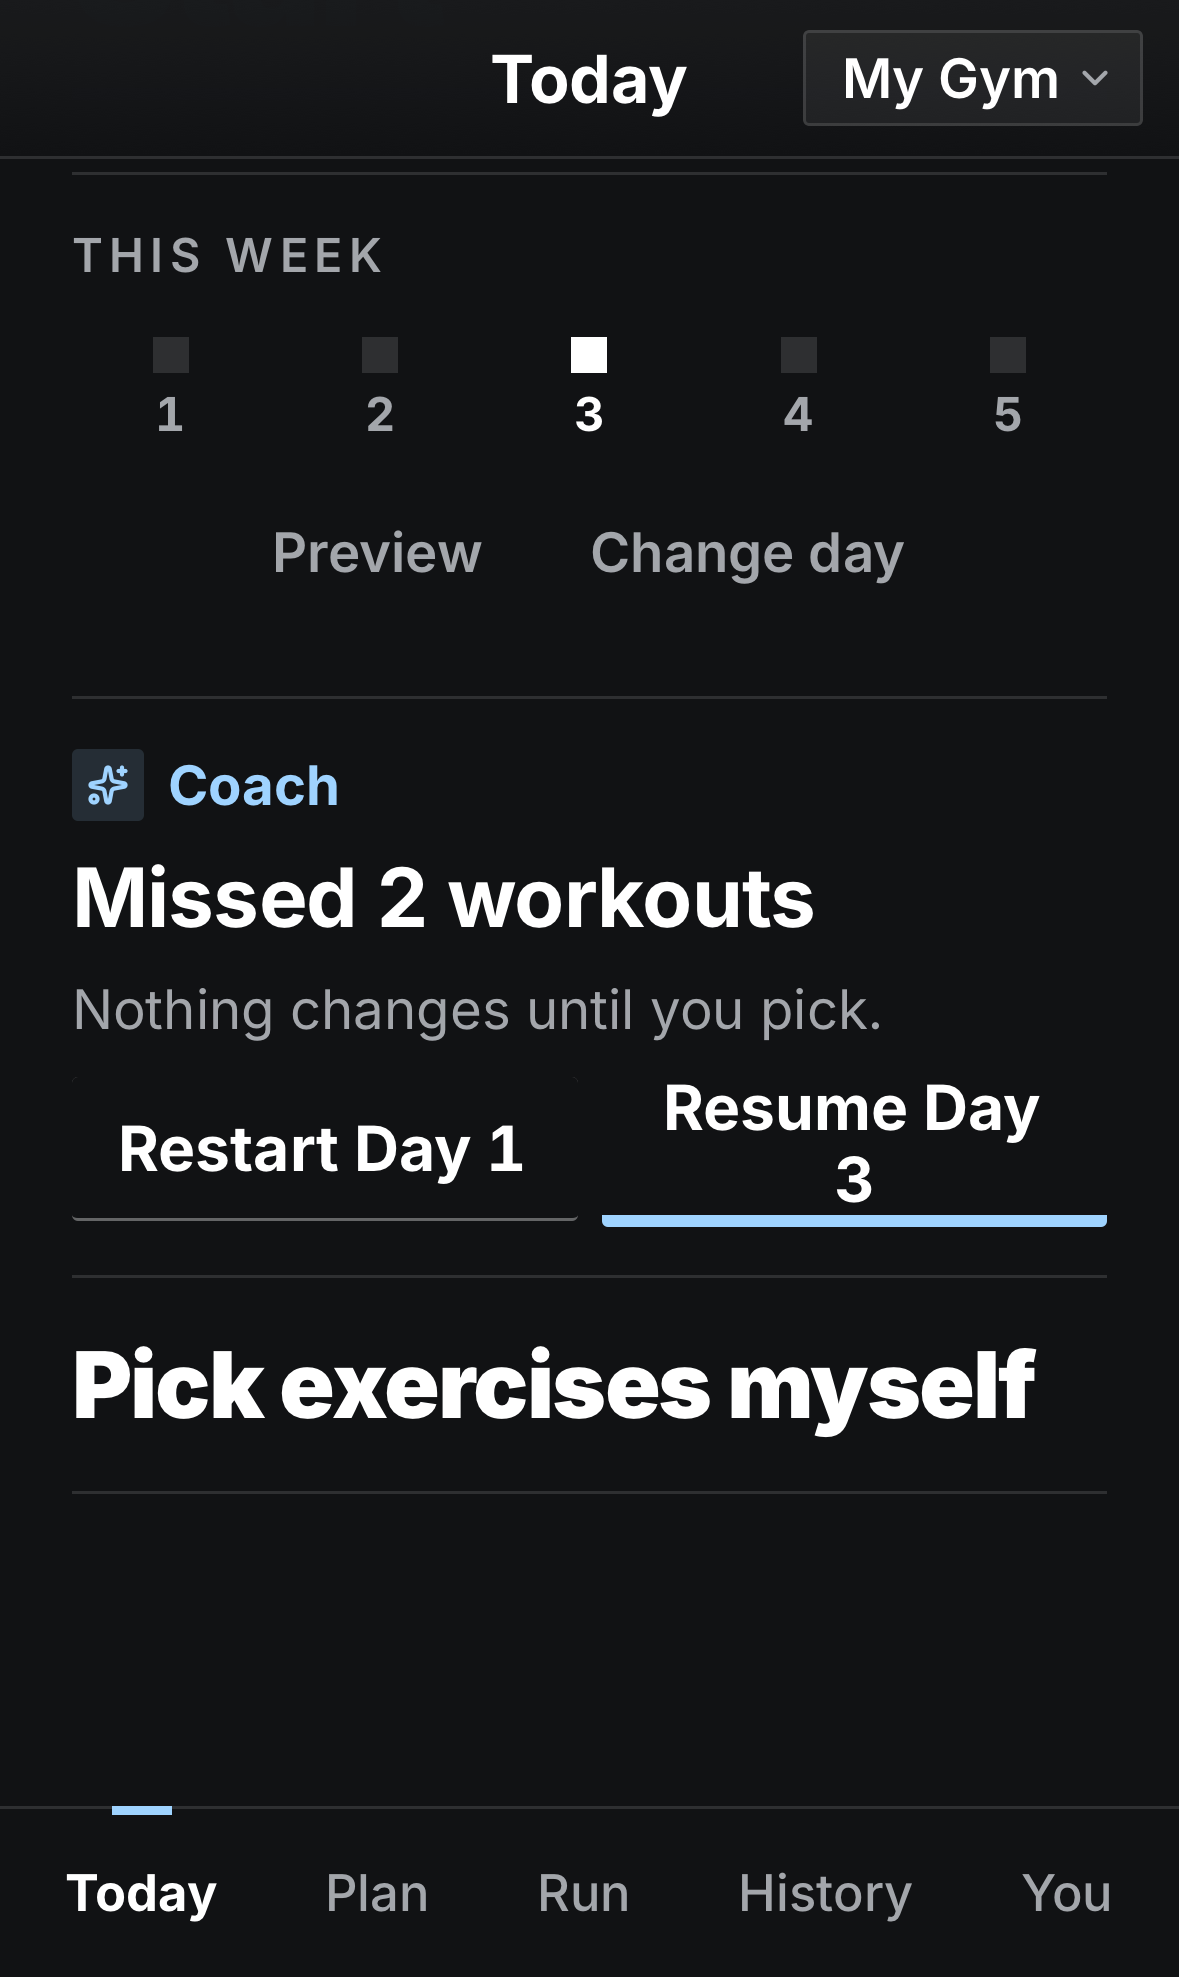 Today
My Gym
THIS WEEK
1 2 3 4 5
Preview Change day
Coach
Missed 2 workouts
Nothing changes until you pick.
Restart Day 1
Resume Day
3
Pick exercises myself
Today Plan Run History You